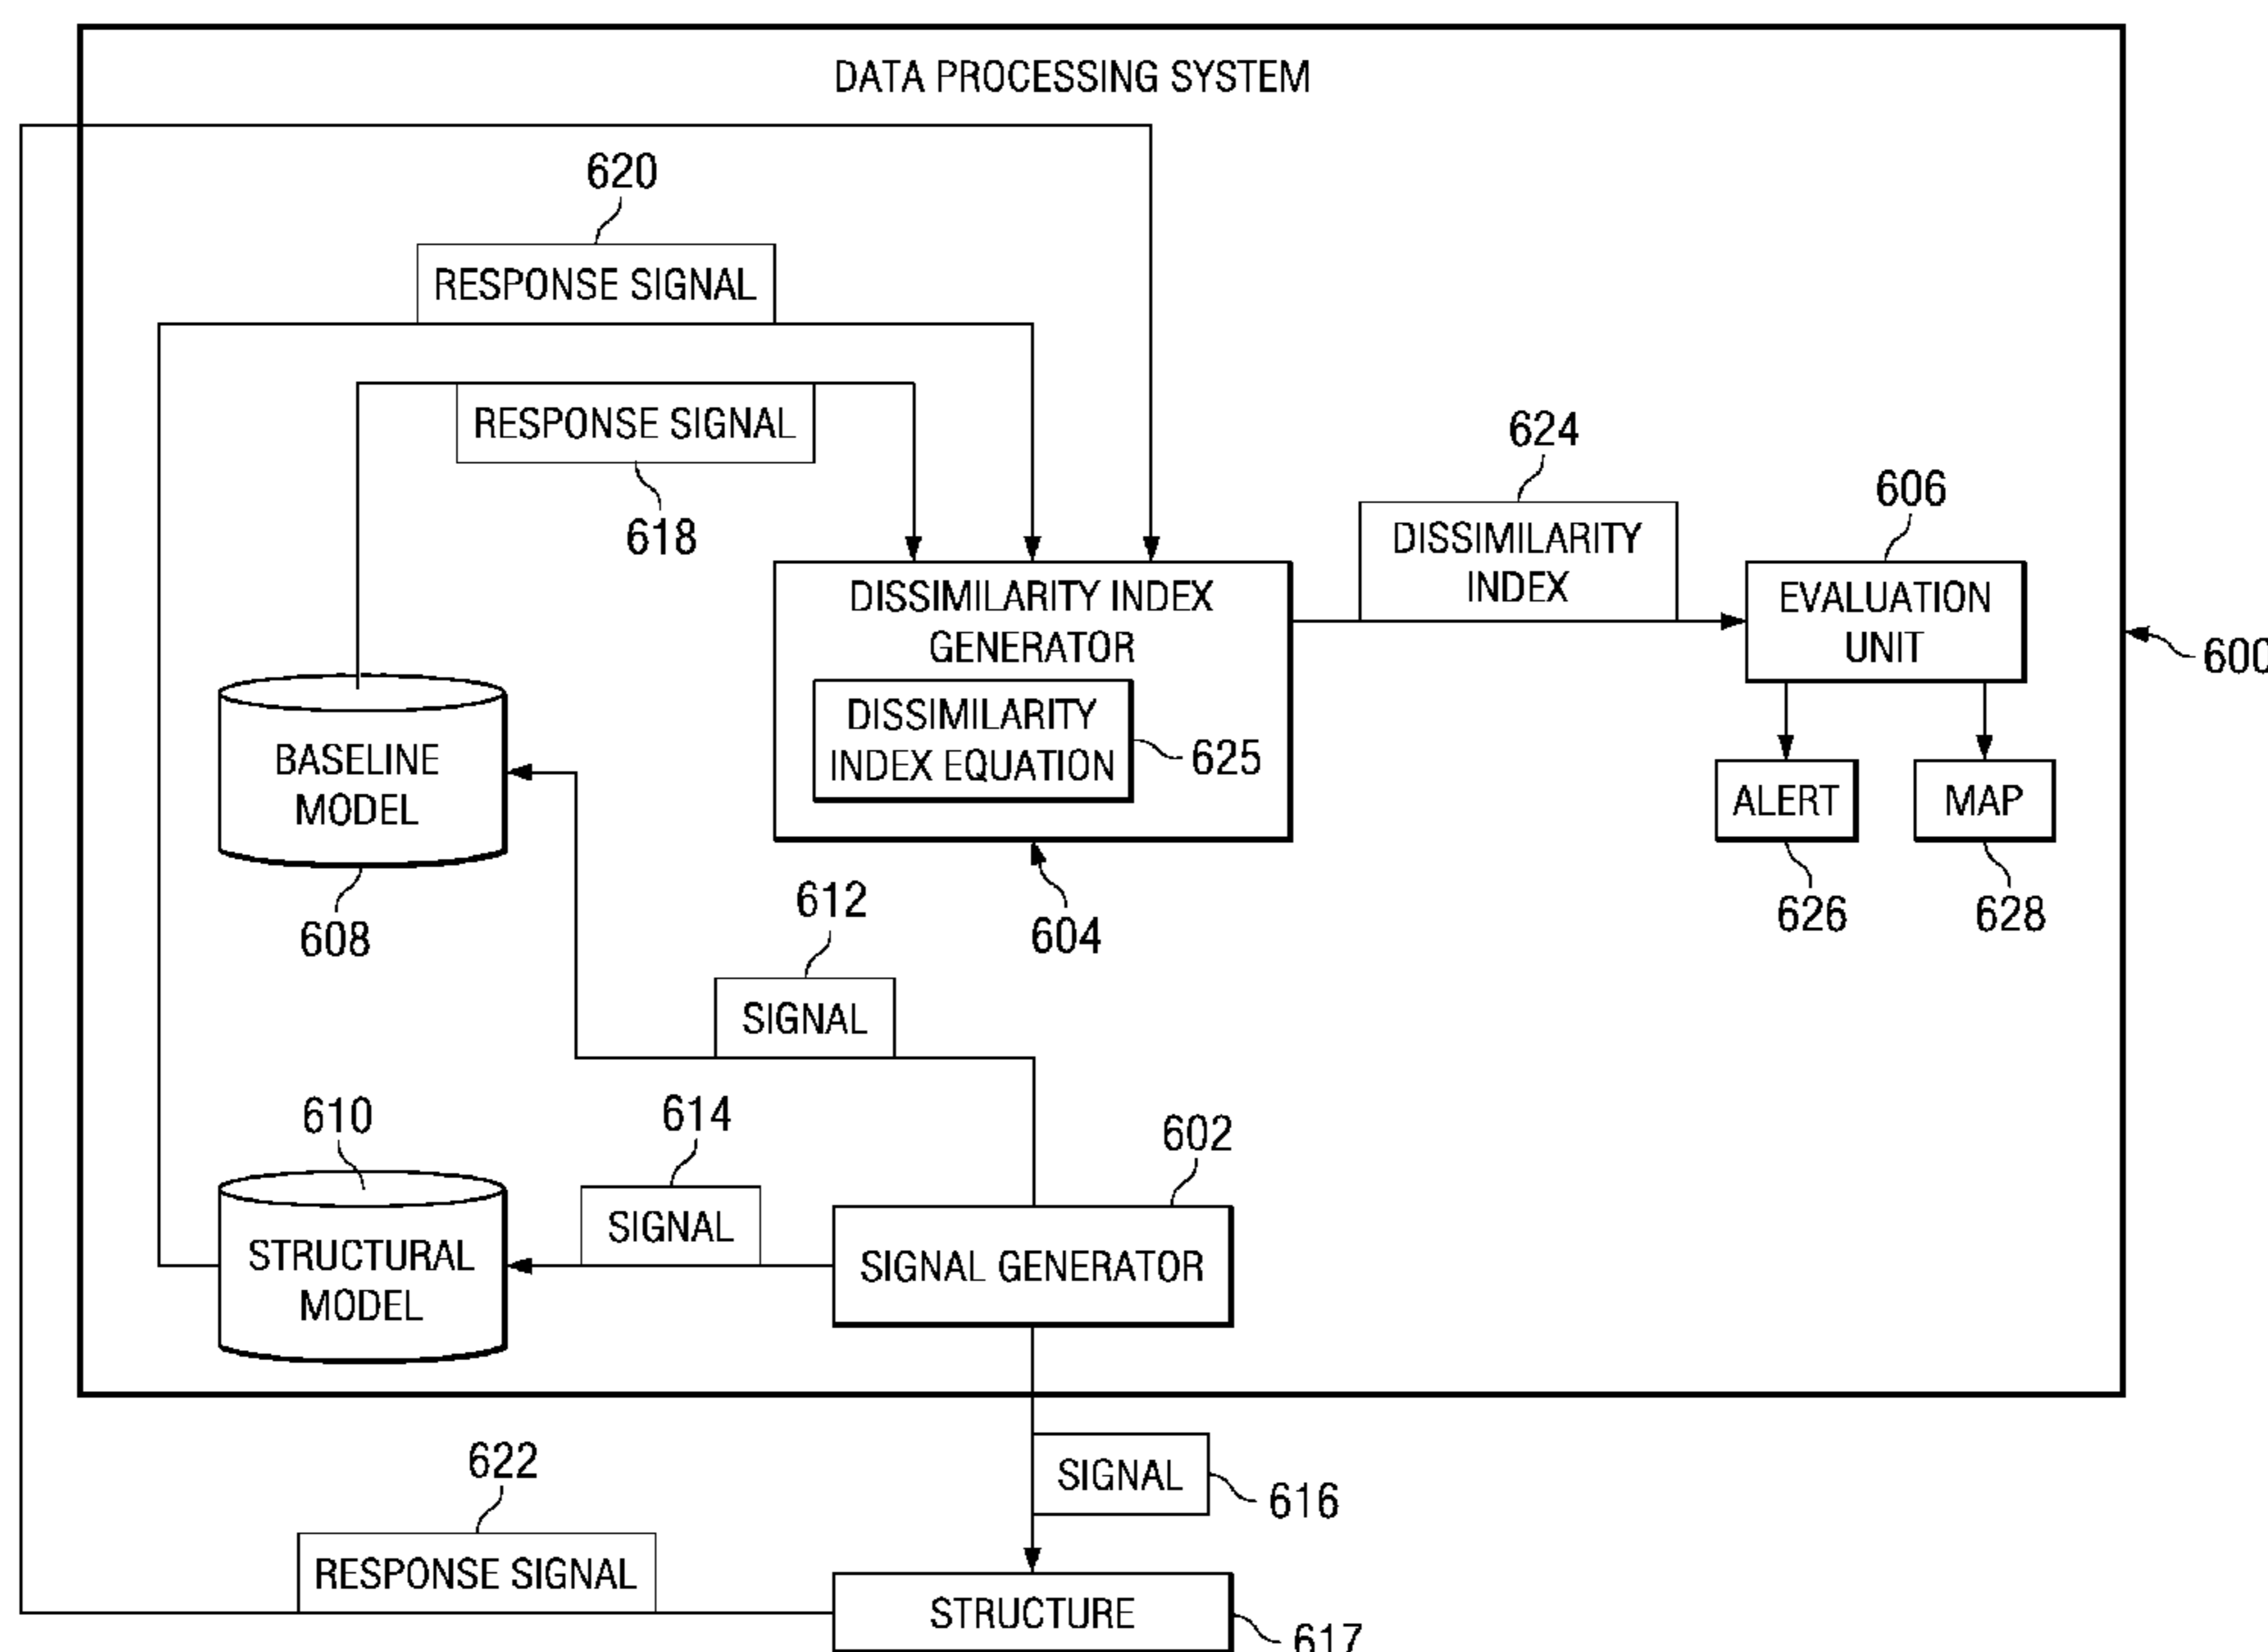 DATA PROCESSING SYSTEM
620
RESPONSE SIGNAL
RESPONSE SIGNAL
618
624
DISSIMILARITY
INDEX
606
EVALUATION
UNIT
600
DISSIMILARITY INDEX
GENERATOR
DISSIMILARITY
INDEX EQUATION
625
BASELINE
MODEL
608
ALERT
MAP
626
628
604
612
SIGNAL
610
614
SIGNAL
602
STRUCTURAL
MODEL
SIGNAL GENERATOR
SIGNAL
616
622
RESPONSE SIGNAL
STRUCTURE
617